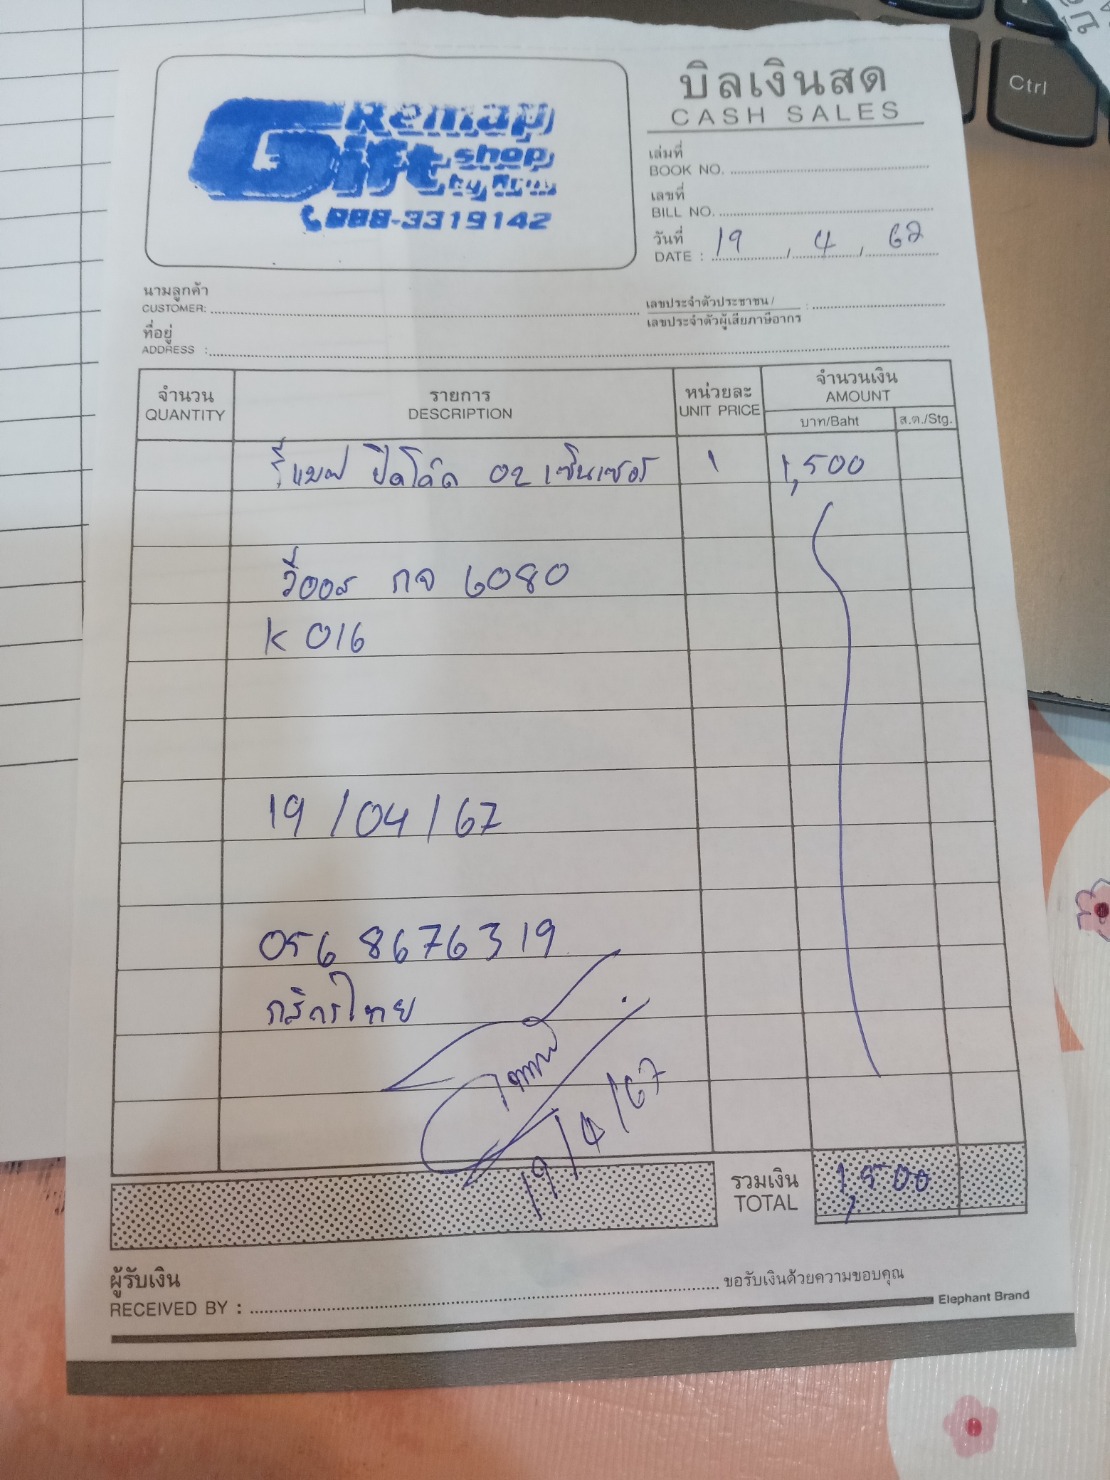 บิลเงินสด
CASH SALES
Remap
Gift shop
by
088-3319142
เล่มที่
BOOK NO.
เลขที่
BILL NO.
วันที่
DATE : 19 , 4 , 67
นามลูกค้า
CUSTOMER:
เลขประจำตัวประชาชน /
เลขประจำตัวผู้เสียภาษีอากร :
ที่อยู่
ADDRESS :
จำนวน รายการ หน่วยละ จำนวนเงิน
QUANTITY DESCRIPTION UNIT PRICE AMOUNT
บาท/Baht ส.ต./Stg.
รีแมพ ปิดโค้ด O2 เซ็นเซอร์ 1 1,500
วีออส กจ 6080
K 016
19 / 04 / 67
056 8676319
กสิกรไทย
19/4/67
รวมเงิน 1,500
TOTAL
ผู้รับเงิน
RECEIVED BY :
ขอรับเงินด้วยความขอบคุณ
Elephant Brand
Ctrl